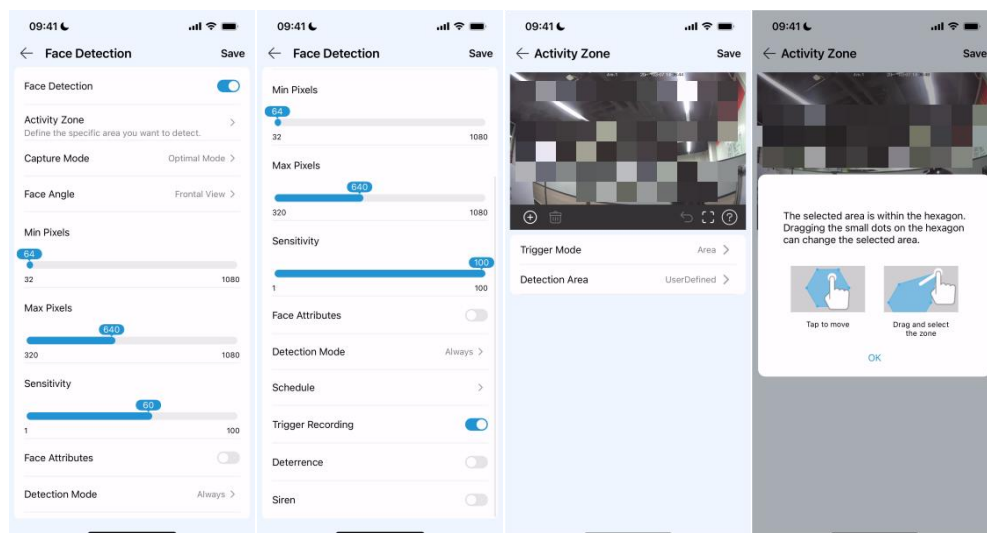 09:41
Face Detection
Save
Face Detection
Activity Zone
Define the specific area you want to detect.
Capture Mode
Optimal Mode
Face Angle
Frontal View
Min Pixels
64
32
1080
Max Pixels
640
320
1080
Sensitivity
60
1
100
Face Attributes
Detection Mode
Always
09:41
Face Detection
Save
Min Pixels
64
32
1080
Max Pixels
640
320
1080
Sensitivity
100
1
100
Face Attributes
Detection Mode
Always
Schedule
Trigger Recording
Deterrence
Siren
09:41
Activity Zone
Save
Trigger Mode
Area
Detection Area
UserDefined
09:41
Activity Zone
Save
The selected area is within the hexagon.
Dragging the small dots on the hexagon
can change the selected area.
Tap to move
Drag and select
the zone
OK